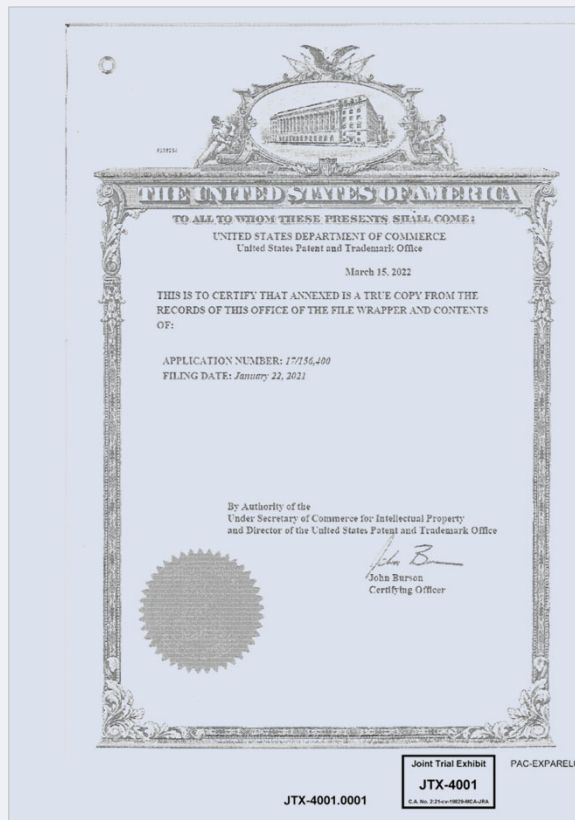 THE UNITED STATES OF AMERICA
TO ALL TO WHOM THESE PRESENTS SHALL COME:
UNITED STATES DEPARTMENT OF COMMERCE
United States Patent and Trademark Office
March 15, 2022
THIS IS TO CERTIFY THAT ANNEXED IS A TRUE COPY FROM THE
RECORDS OF THIS OFFICE OF THE FILE WRAPPER AND CONTENTS
OF:
APPLICATION NUMBER: 17/156,400
FILING DATE: January 22, 2021
By Authority of the
Under Secretary of Commerce for Intellectual Property
and Director of the United States Patent and Trademark Office
John Burson
Certifying Officer
Joint Trial Exhibit
JTX-4001
PAC-EXPAREL
JTX-4001.0001